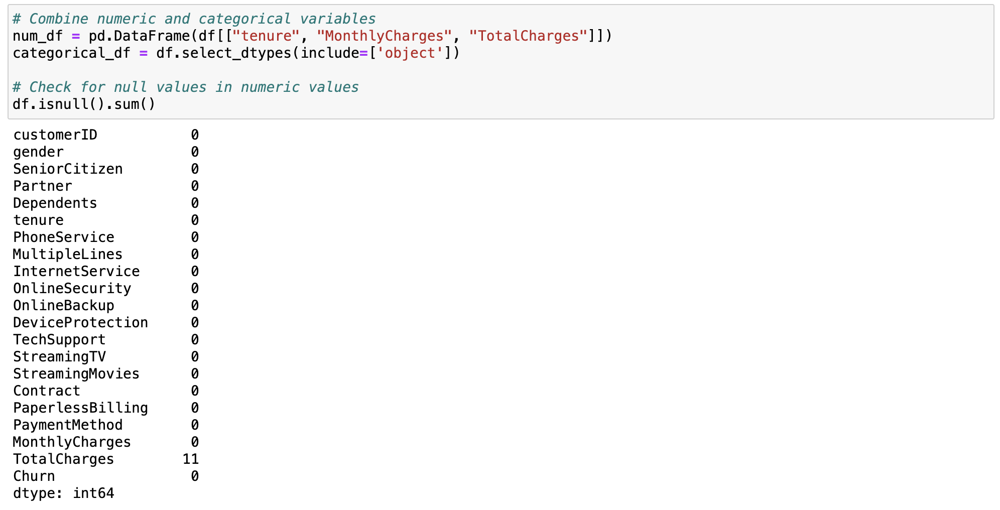 # Combine numeric and categorical variables
num_df = pd.DataFrame(df[["tenure", "MonthlyCharges", "TotalCharges"]])
categorical_df = df.select_dtypes(include=['object'])
# Check for null values in numeric values
df.isnull().sum()
customerID 0
gender 0
SeniorCitizen 0
Partner 0
Dependents 0
tenure 0
PhoneService 0
MultipleLines 0
InternetService 0
OnlineSecurity 0
OnlineBackup 0
DeviceProtection 0
TechSupport 0
StreamingTV 0
StreamingMovies 0
Contract 0
PaperlessBilling 0
PaymentMethod 0
MonthlyCharges 0
TotalCharges 11
Churn 0
dtype: int64